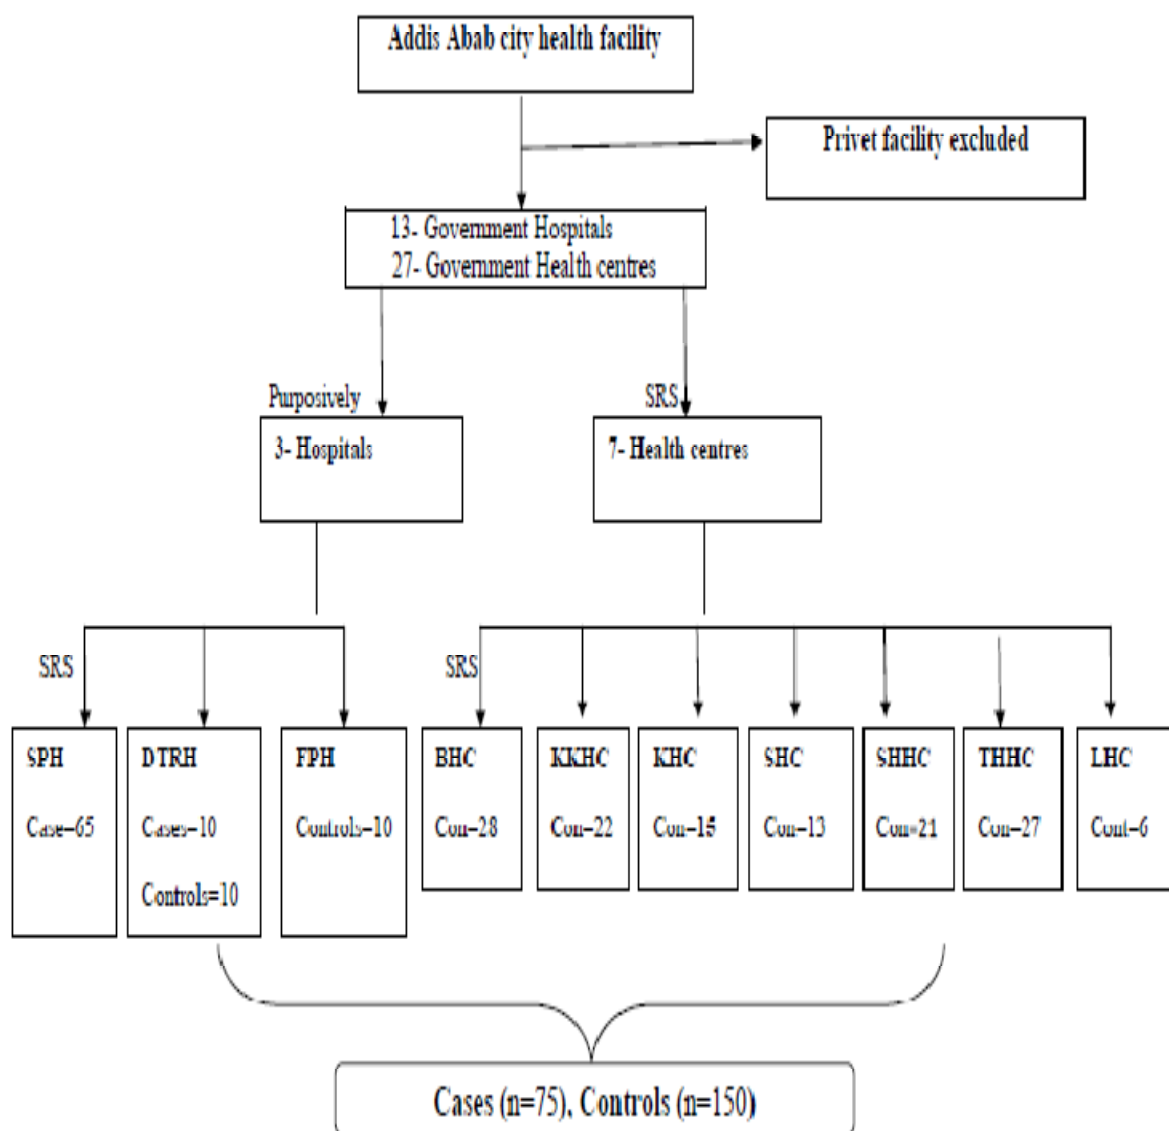 Addis Abab city health facility
Privet facility excluded
13- Government Hospitals
27- Government Health centres
Purposively
SRS
3- Hospitals
7- Health centres
SRS
SRS
SPH
Case=65
DTRH
Cases=10
Controls=10
FPH
Controls=10
BHC
Con=28
KKHC
Con=22
KHC
Con=15
SHC
Con=13
SHHC
Con=21
THHC
Con=27
LHC
Cont=6
Cases (n=75), Controls (n=150)